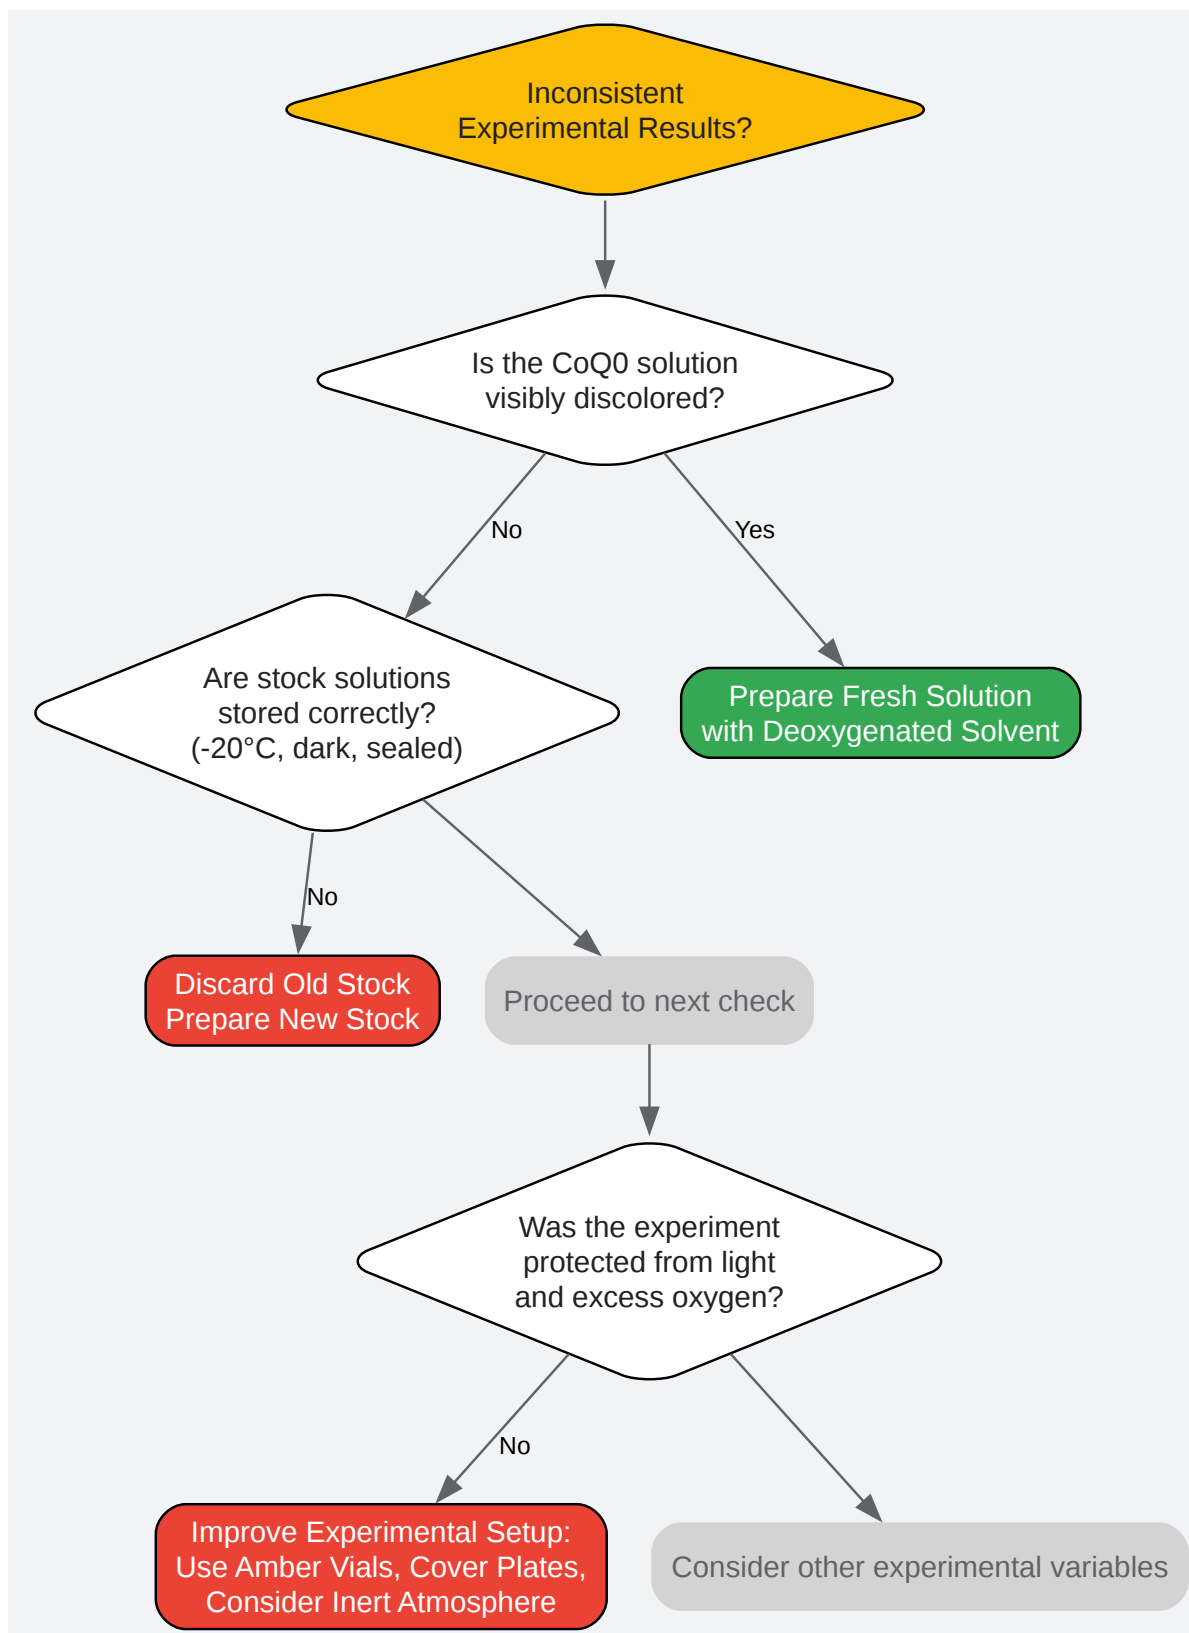 Inconsistent
Experimental Results?
Is the CoQ0 solution
visibly discolored?
No
Yes
Are stock solutions
stored correctly?
(-20°C, dark, sealed)
Prepare Fresh Solution
with Deoxygenated Solvent
No
Discard Old Stock
Prepare New Stock
Proceed to next check
Was the experiment
protected from light
and excess oxygen?
No
Improve Experimental Setup:
Use Amber Vials, Cover Plates,
Consider Inert Atmosphere
Consider other experimental variables